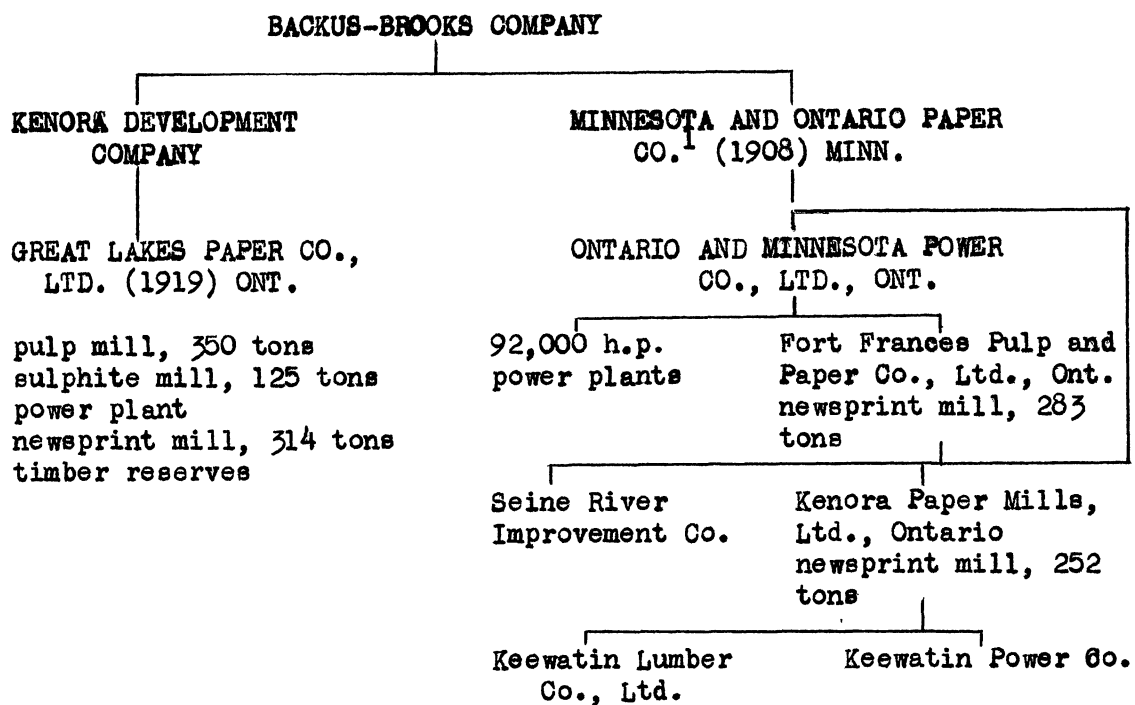 BACKUS-BROOKS COMPANY
KENORA DEVELOPMENT
COMPANY
MINNESOTA AND ONTARIO PAPER
CO.1 (1908) MINN.
GREAT LAKES PAPER CO.,
LTD. (1919) ONT.
ONTARIO AND MINNESOTA POWER
CO., LTD., ONT.
pulp mill, 350 tons
sulphite mill, 125 tons
power plant
newsprint mill, 314 tons
timber reserves
92,000 h.p.
power plants
Fort Frances Pulp and
Paper Co., Ltd., Ont.
newsprint mill, 283
tons
Seine River
Improvement Co.
Kenora Paper Mills,
Ltd., Ontario
newsprint mill, 252
tons
Keewatin Lumber
Co., Ltd.
Keewatin Power Co.